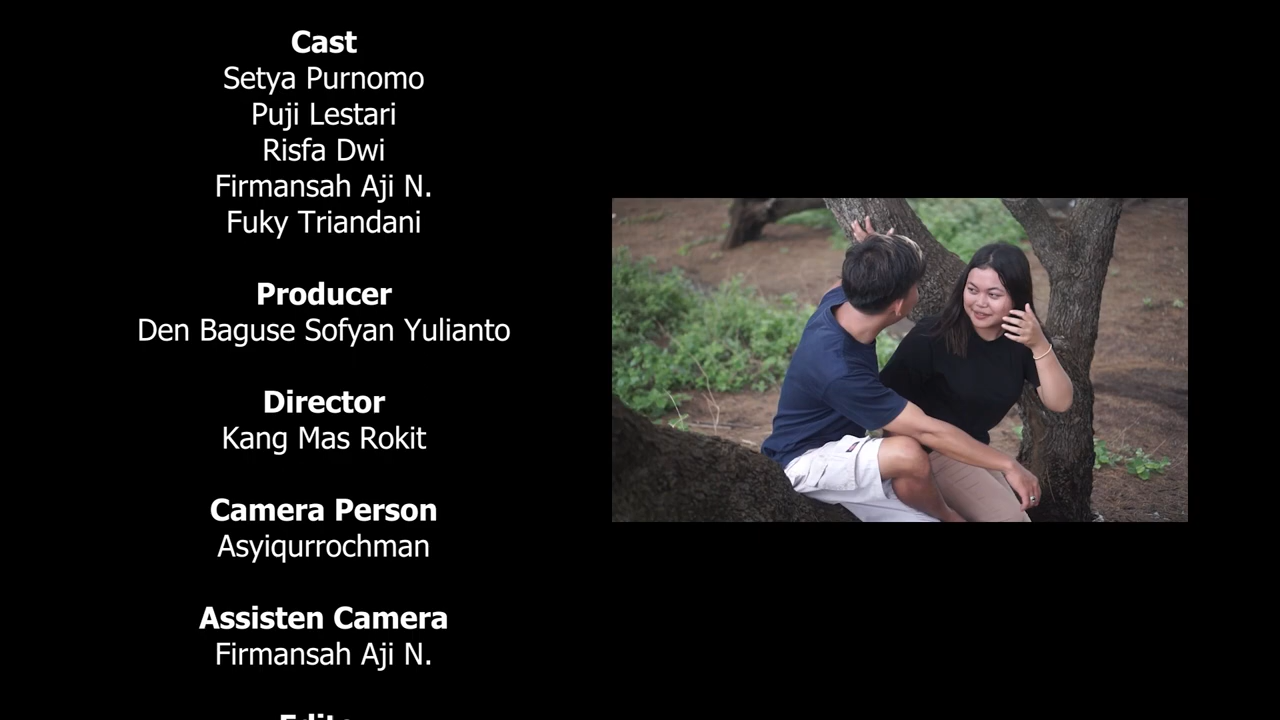 Cast
Setya Purnomo
Puji Lestari
Risfa Dwi
Firmansah Aji N.
Fuky Triandani
Producer
Den Baguse Sofyan Yulianto
Director
Kang Mas Rokit
Camera Person
Asyiqurrochman
Assisten Camera
Firmansah Aji N.